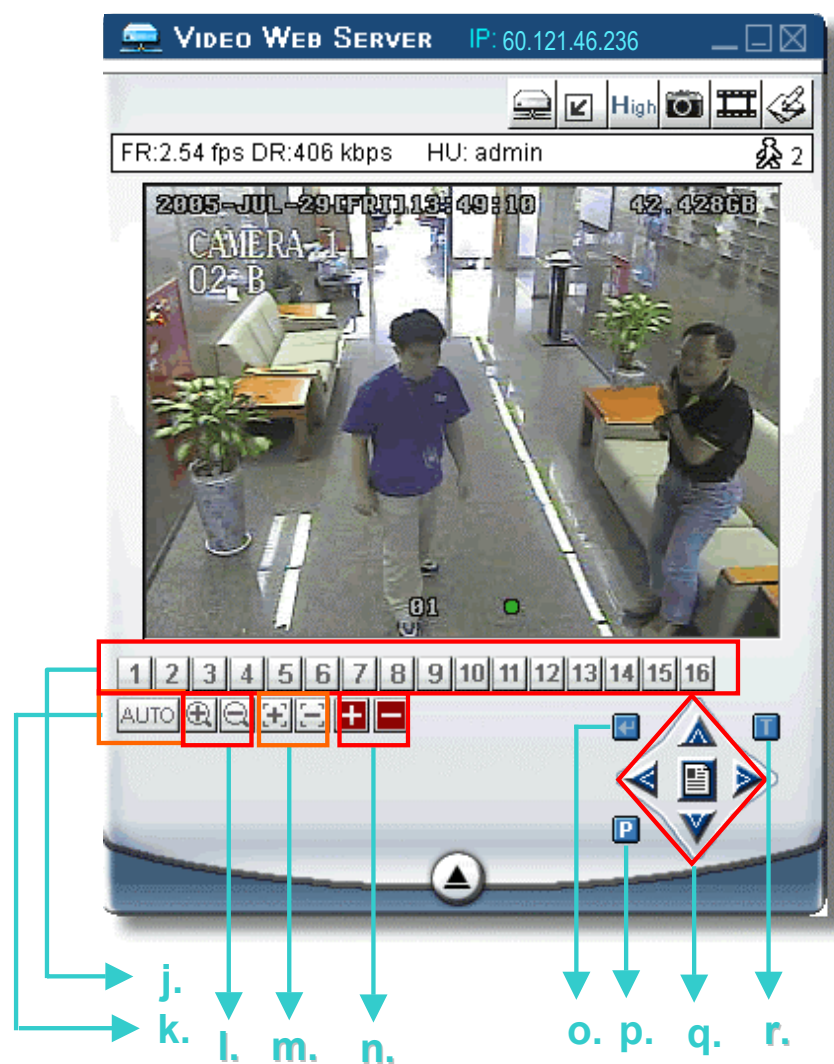 VIDEO WEB SERVER IP: 60.121.46.236
High
FR:2.54 fps DR:406 kbps HU: admin 2
2005-JUL-29[FRI]13:49:10 42.428GB
CAMERA 1
02-B
01
1 2 3 4 5 6 7 8 9 10 11 12 13 14 15 16
AUTO
T
P
j.
k. l. m. n. o. p. q. r.